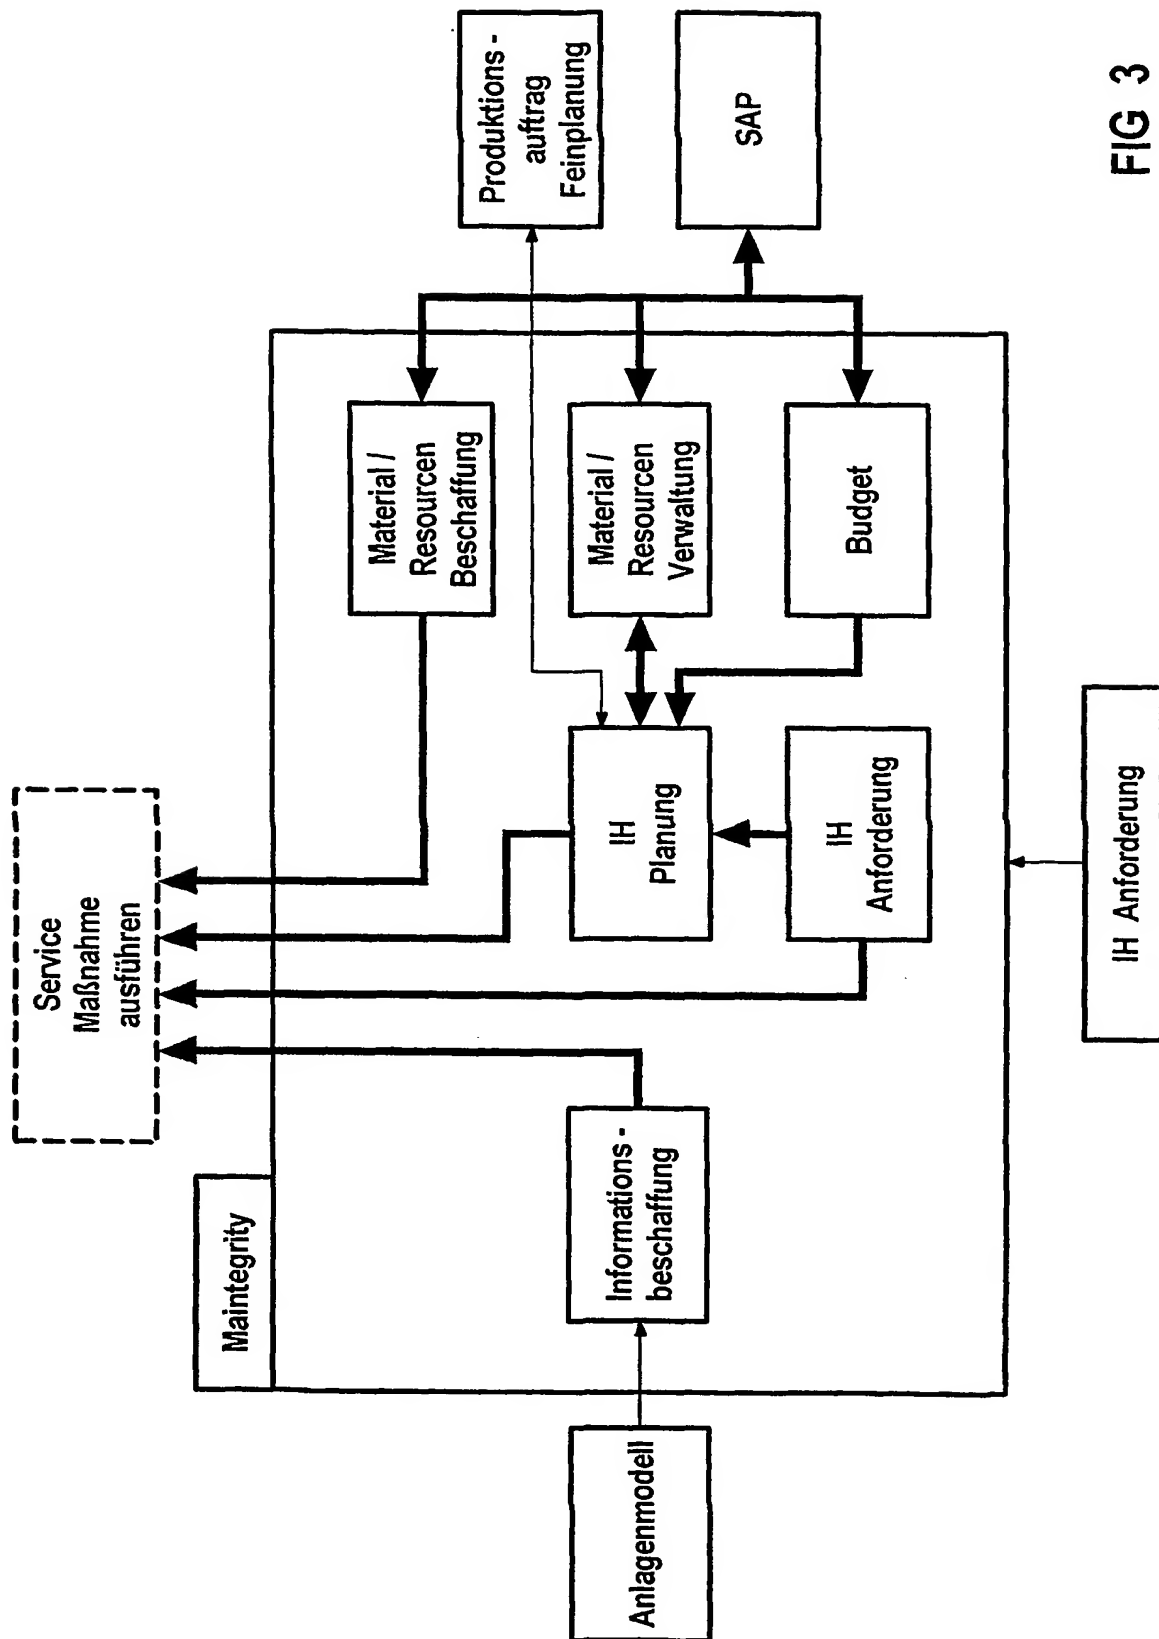 Service
Maßnahme
ausführen
Maintegrity
Produktions -
auftrag
Feinplanung
Material /
Resourcen
Beschaffung
SAP
Material /
Resourcen
Verwaltung
IH
Planung
Informations -
beschaffung
Anlagenmodell
Budget
IH
Anforderung
IH Anforderung
FIG 3